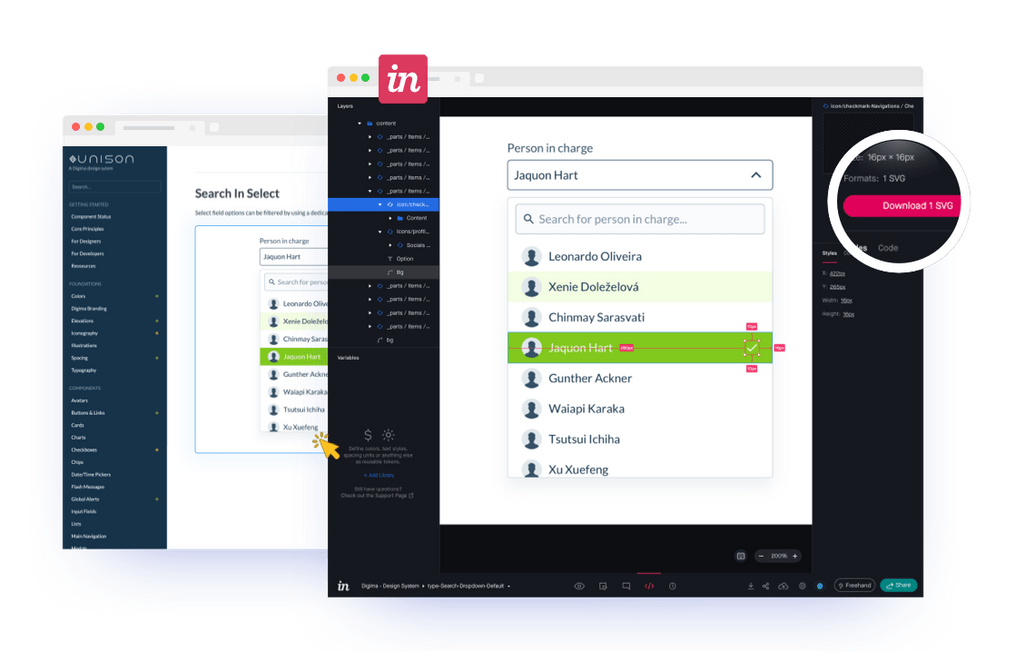 UNISON
A Digima design system
Search...
GETTING STARTED
Component Status
Core Principles
For Designers
For Developers
Ressources
FOUNDATIONS
Colors
Digima Branding
Elevations
Iconography
Illustrations
Spacing
Typography
COMPONENTS
Avatars
Buttons & Links
Cards
Charts
Checkboxes
Chips
Date/Time Pickers
Flash Messages
Global Alerts
Input Fields
Lists
Main Navigation
Search In Select
Select field options can be filtered by using a dedica
Person in charge
Jaquon Hart
Search for person
Leonardo Olive
Xenie Doležel
Chinmay Saras
Jaquon Hart
Gunther Ackne
Waiapi Karaka
Tsutsui Ichiha
Xu Xuefeng
in
Layers
content
_parts / Items /...
_parts / Items /...
_parts / Items /...
_parts / Items /...
_parts / Items /...
icon/check...
Content
Icons/profil...
Socials ...
Option
Bg
_parts / Items /...
_parts / Items /...
_parts / Items /...
_parts / Items /...
bg
Variables
$
Define colors, text styles,
spacing units or anything else
as reusable tokens.
+ Add Library
Still have questions?
Check out the Support Page
Person in charge
Jaquon Hart
Search for person in charge...
Leonardo Oliveira
Xenie Doleželová
Chinmay Sarasvati
Jaquon Hart
Gunther Ackner
Waiapi Karaka
Tsutsui Ichiha
Xu Xuefeng
icon/checkmark-Navigations / Che
16px × 16px
Formats: 1 SVG
Download 1 SVG
Styles
Code
X: 422px
Y: 265px
Width: 16px
Height: 16px
− 200% +
in
Digima - Design System ▸ type-Search-Dropdown-Default
</>
Freehand
Share